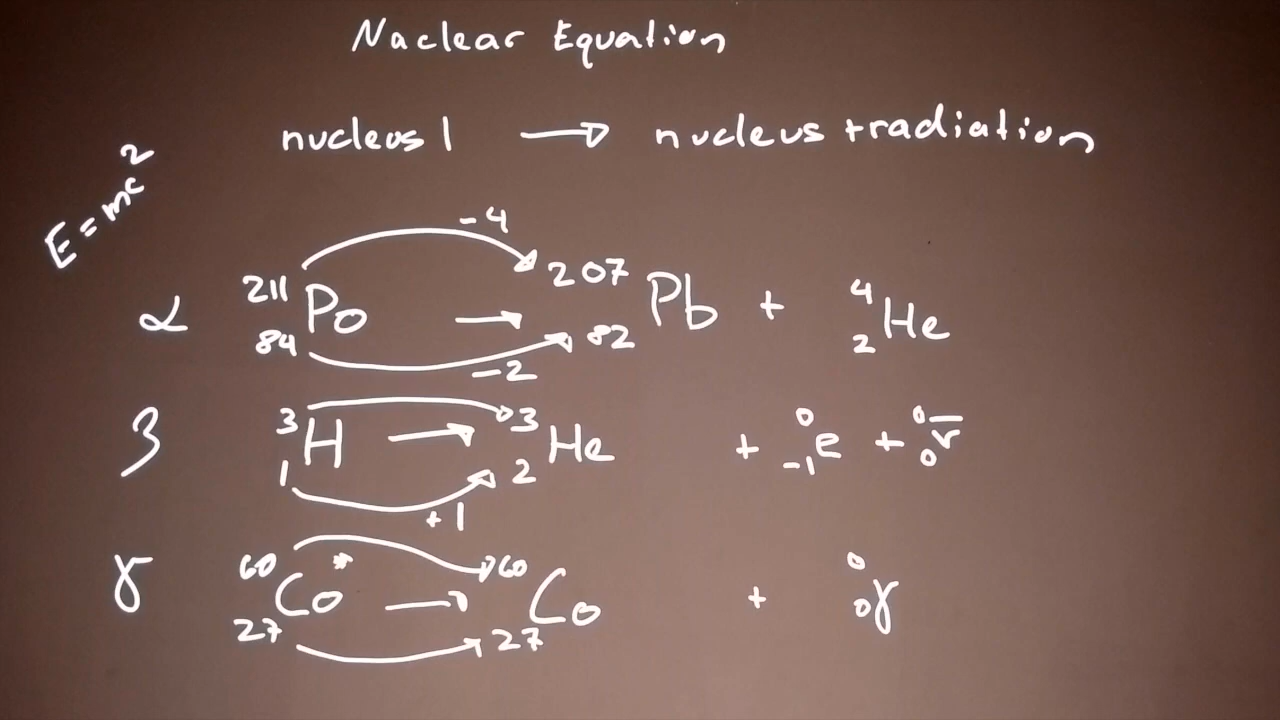 Naclear Equation
nucleus 1 → nucleus + radiation
E = mc²
-4
α ²¹¹₈₄Po → ²⁰⁷₈₂Pb + ⁴₂He
-2
β ³₁H → ³₂He + ⁰₋₁e + ⁰₀v̅
+1
γ ⁶⁰₂₇Co* → ⁶⁰₂₇Co + ⁰₀γ